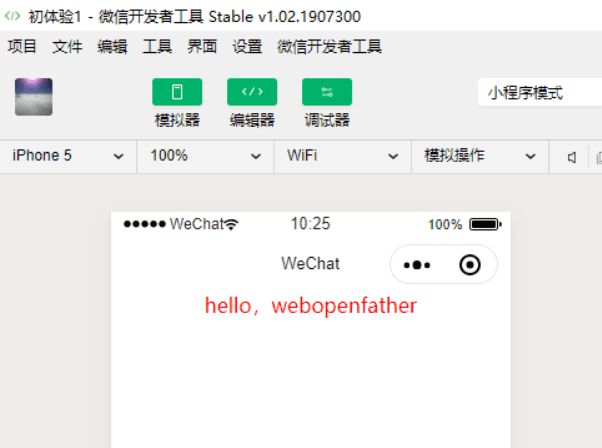 初体验1 - 微信开发者工具 Stable v1.02.1907300
项目 文件 编辑 工具 界面 设置 微信开发者工具
模拟器 编辑器 调试器 小程序模式
iPhone 5 100% WiFi 模拟操作
WeChat 10:25 100%
WeChat
hello，webopenfather